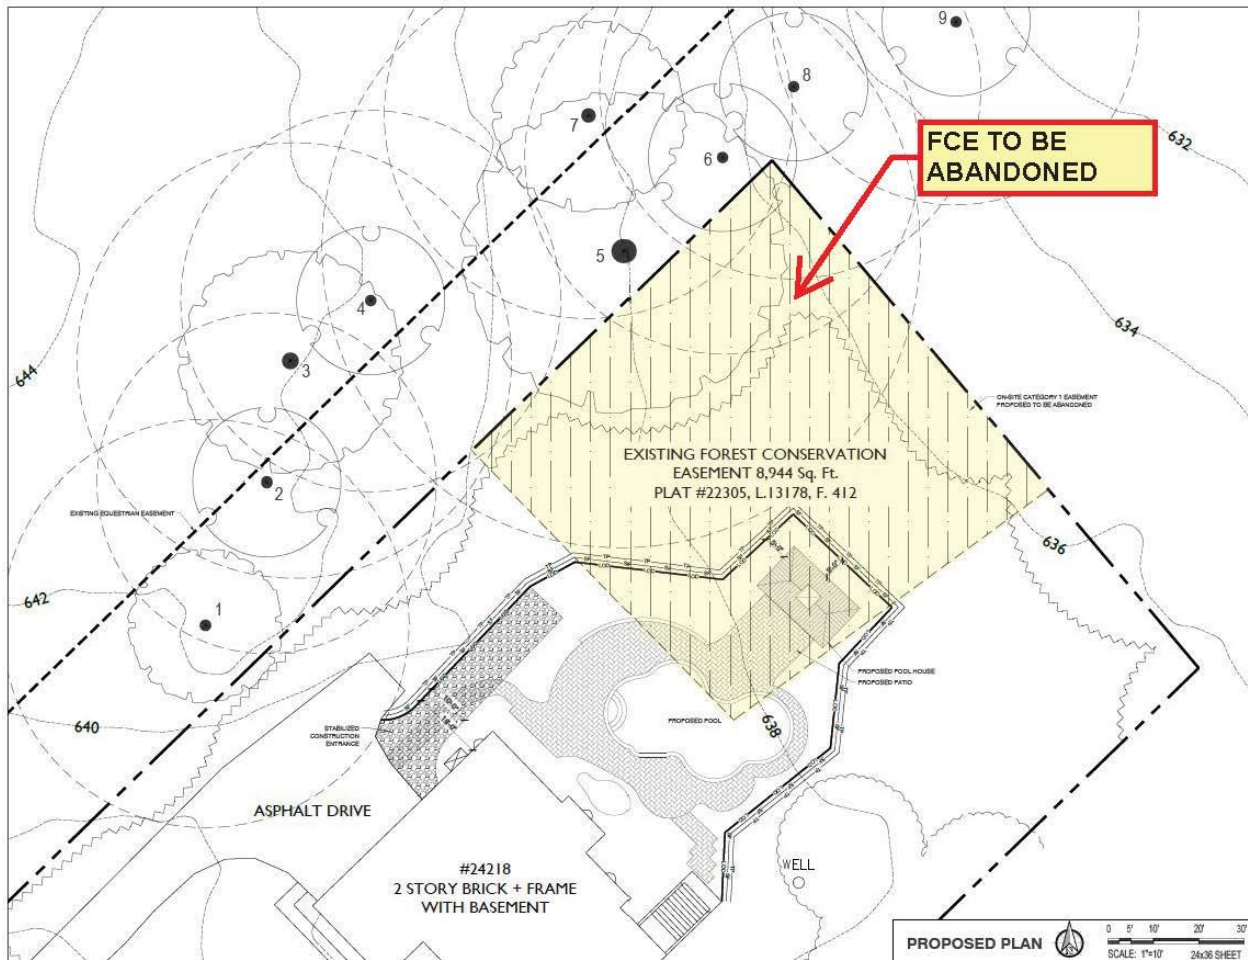 9
8
7
6
5
4
3
2
1
FCE TO BE
ABANDONED
632
634
636
638
640
642
644
ON-SITE CATEGORY 1 EASEMENT
PROPOSED TO BE ABANDONED
EXISTING FOREST CONSERVATION
EASEMENT 8,944 Sq. Ft.
PLAT #22305, L.13178, F. 412
EXISTING EQUESTRIAN EASEMENT
PROPOSED POOL HOUSE
PROPOSED PATIO
PROPOSED POOL
STABILIZED
CONSTRUCTION
ENTRANCE
ASPHALT DRIVE
#24218
2 STORY BRICK + FRAME
WITH BASEMENT
WELL
PROPOSED PLAN
0 5' 10' 20' 30'
SCALE: 1"=10'
24x36 SHEET